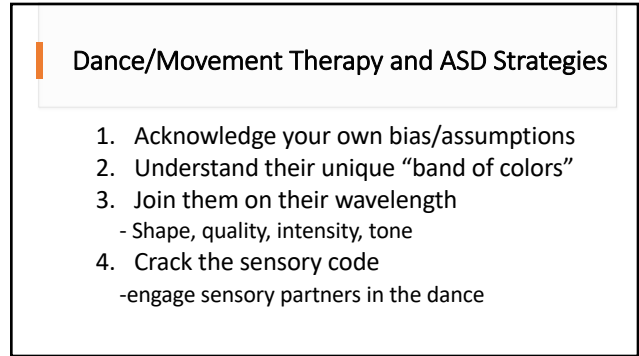 Dance/Movement Therapy and ASD Strategies
1. Acknowledge your own bias/assumptions
2. Understand their unique “band of colors”
3. Join them on their wavelength
- Shape, quality, intensity, tone
4. Crack the sensory code
-engage sensory partners in the dance